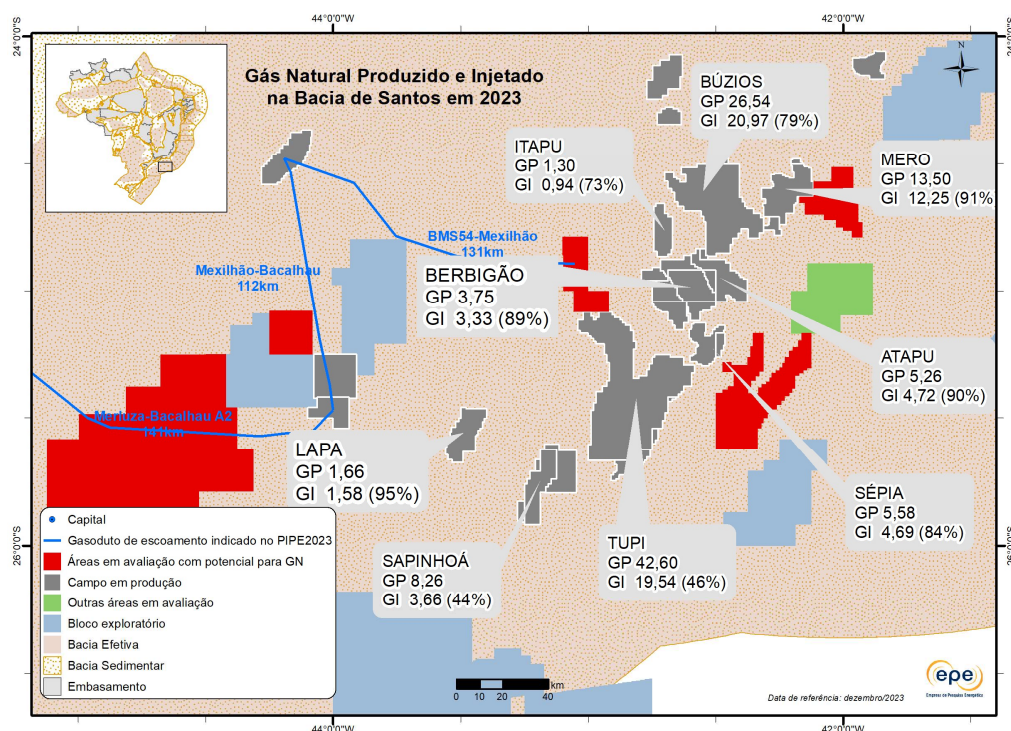 44°0'0"W
42°0'0"W
24°0'0"S
24°0'0"S
Gás Natural Produzido e Injetado
na Bacia de Santos em 2023
N
BÚZIOS
GP 26,54
GI 20,97 (79%)
ITAPU
GP 1,30
GI 0,94 (73%)
MERO
GP 13,50
GI 12,25 (91%
BMS54-Mexilhão
131km
Mexilhão-Bacalhau
112km
BERBIGÃO
GP 3,75
GI 3,33 (89%)
ATAPU
GP 5,26
GI 4,72 (90%)
Merluza-Bacalhau A2
141km
LAPA
GP 1,66
GI 1,58 (95%)
SÉPIA
GP 5,58
GI 4,69 (84%)
SAPINHOÁ
GP 8,26
GI 3,66 (44%)
TUPI
GP 42,60
GI 19,54 (46%)
26°0'0"S
26°0'0"S
Capital
Gasoduto de escoamento indicado no PIPE2023
Áreas em avaliação com potencial para GN
Campo em produção
Outras áreas em avaliação
Bloco exploratório
Bacia Efetiva
Bacia Sedimentar
Embasamento
km
0 10 20 40
Data de referência: dezembro/2023
epe
Empresa de Pesquisa Energética
44°0'0"W
42°0'0"W